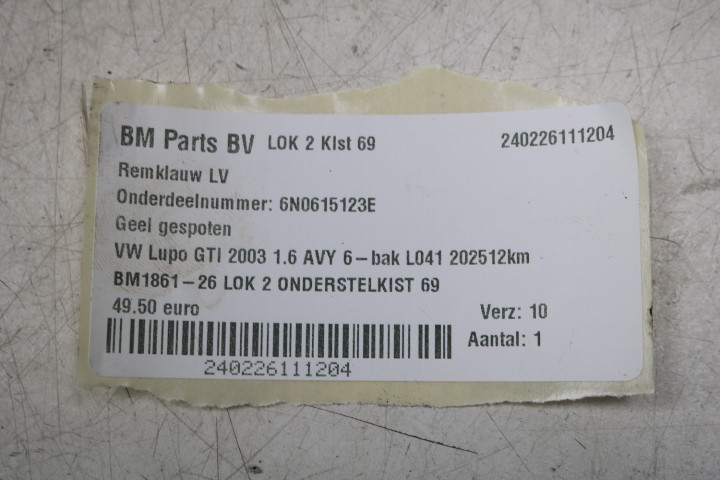 BM Parts BV LOK 2 Klst 69 240226111204
Remklauw LV
Onderdeelnummer: 6N0615123E
Geel gespoten
VW Lupo GTI 2003 1.6 AVY 6-bak L041 202512km
BM1861-26 LOK 2 ONDERSTELKIST 69
49.50 euro Verz: 10
Aantal: 1
240226111204